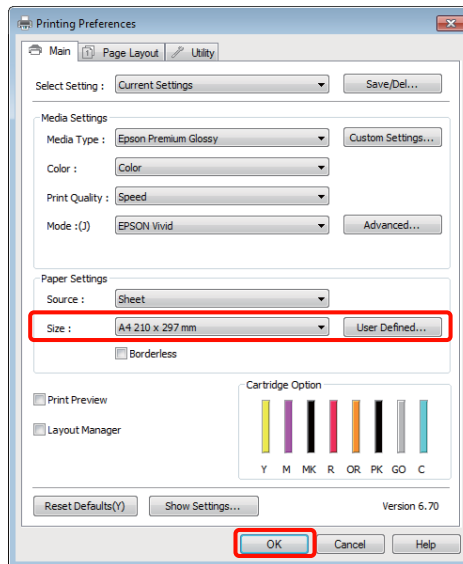 Printing Preferences
Main Page Layout Utility
Select Setting : Current Settings Save/Del...
Media Settings
Media Type : Epson Premium Glossy Custom Settings...
Color : Color
Print Quality : Speed
Mode :(J) EPSON Vivid Advanced...
Paper Settings
Source : Sheet
Size : A4 210 x 297 mm User Defined...
Borderless
Cartridge Option
Print Preview
Layout Manager
Y M MK R OR PK GO C
Reset Defaults(Y) Show Settings... Version 6.70
OK Cancel Help